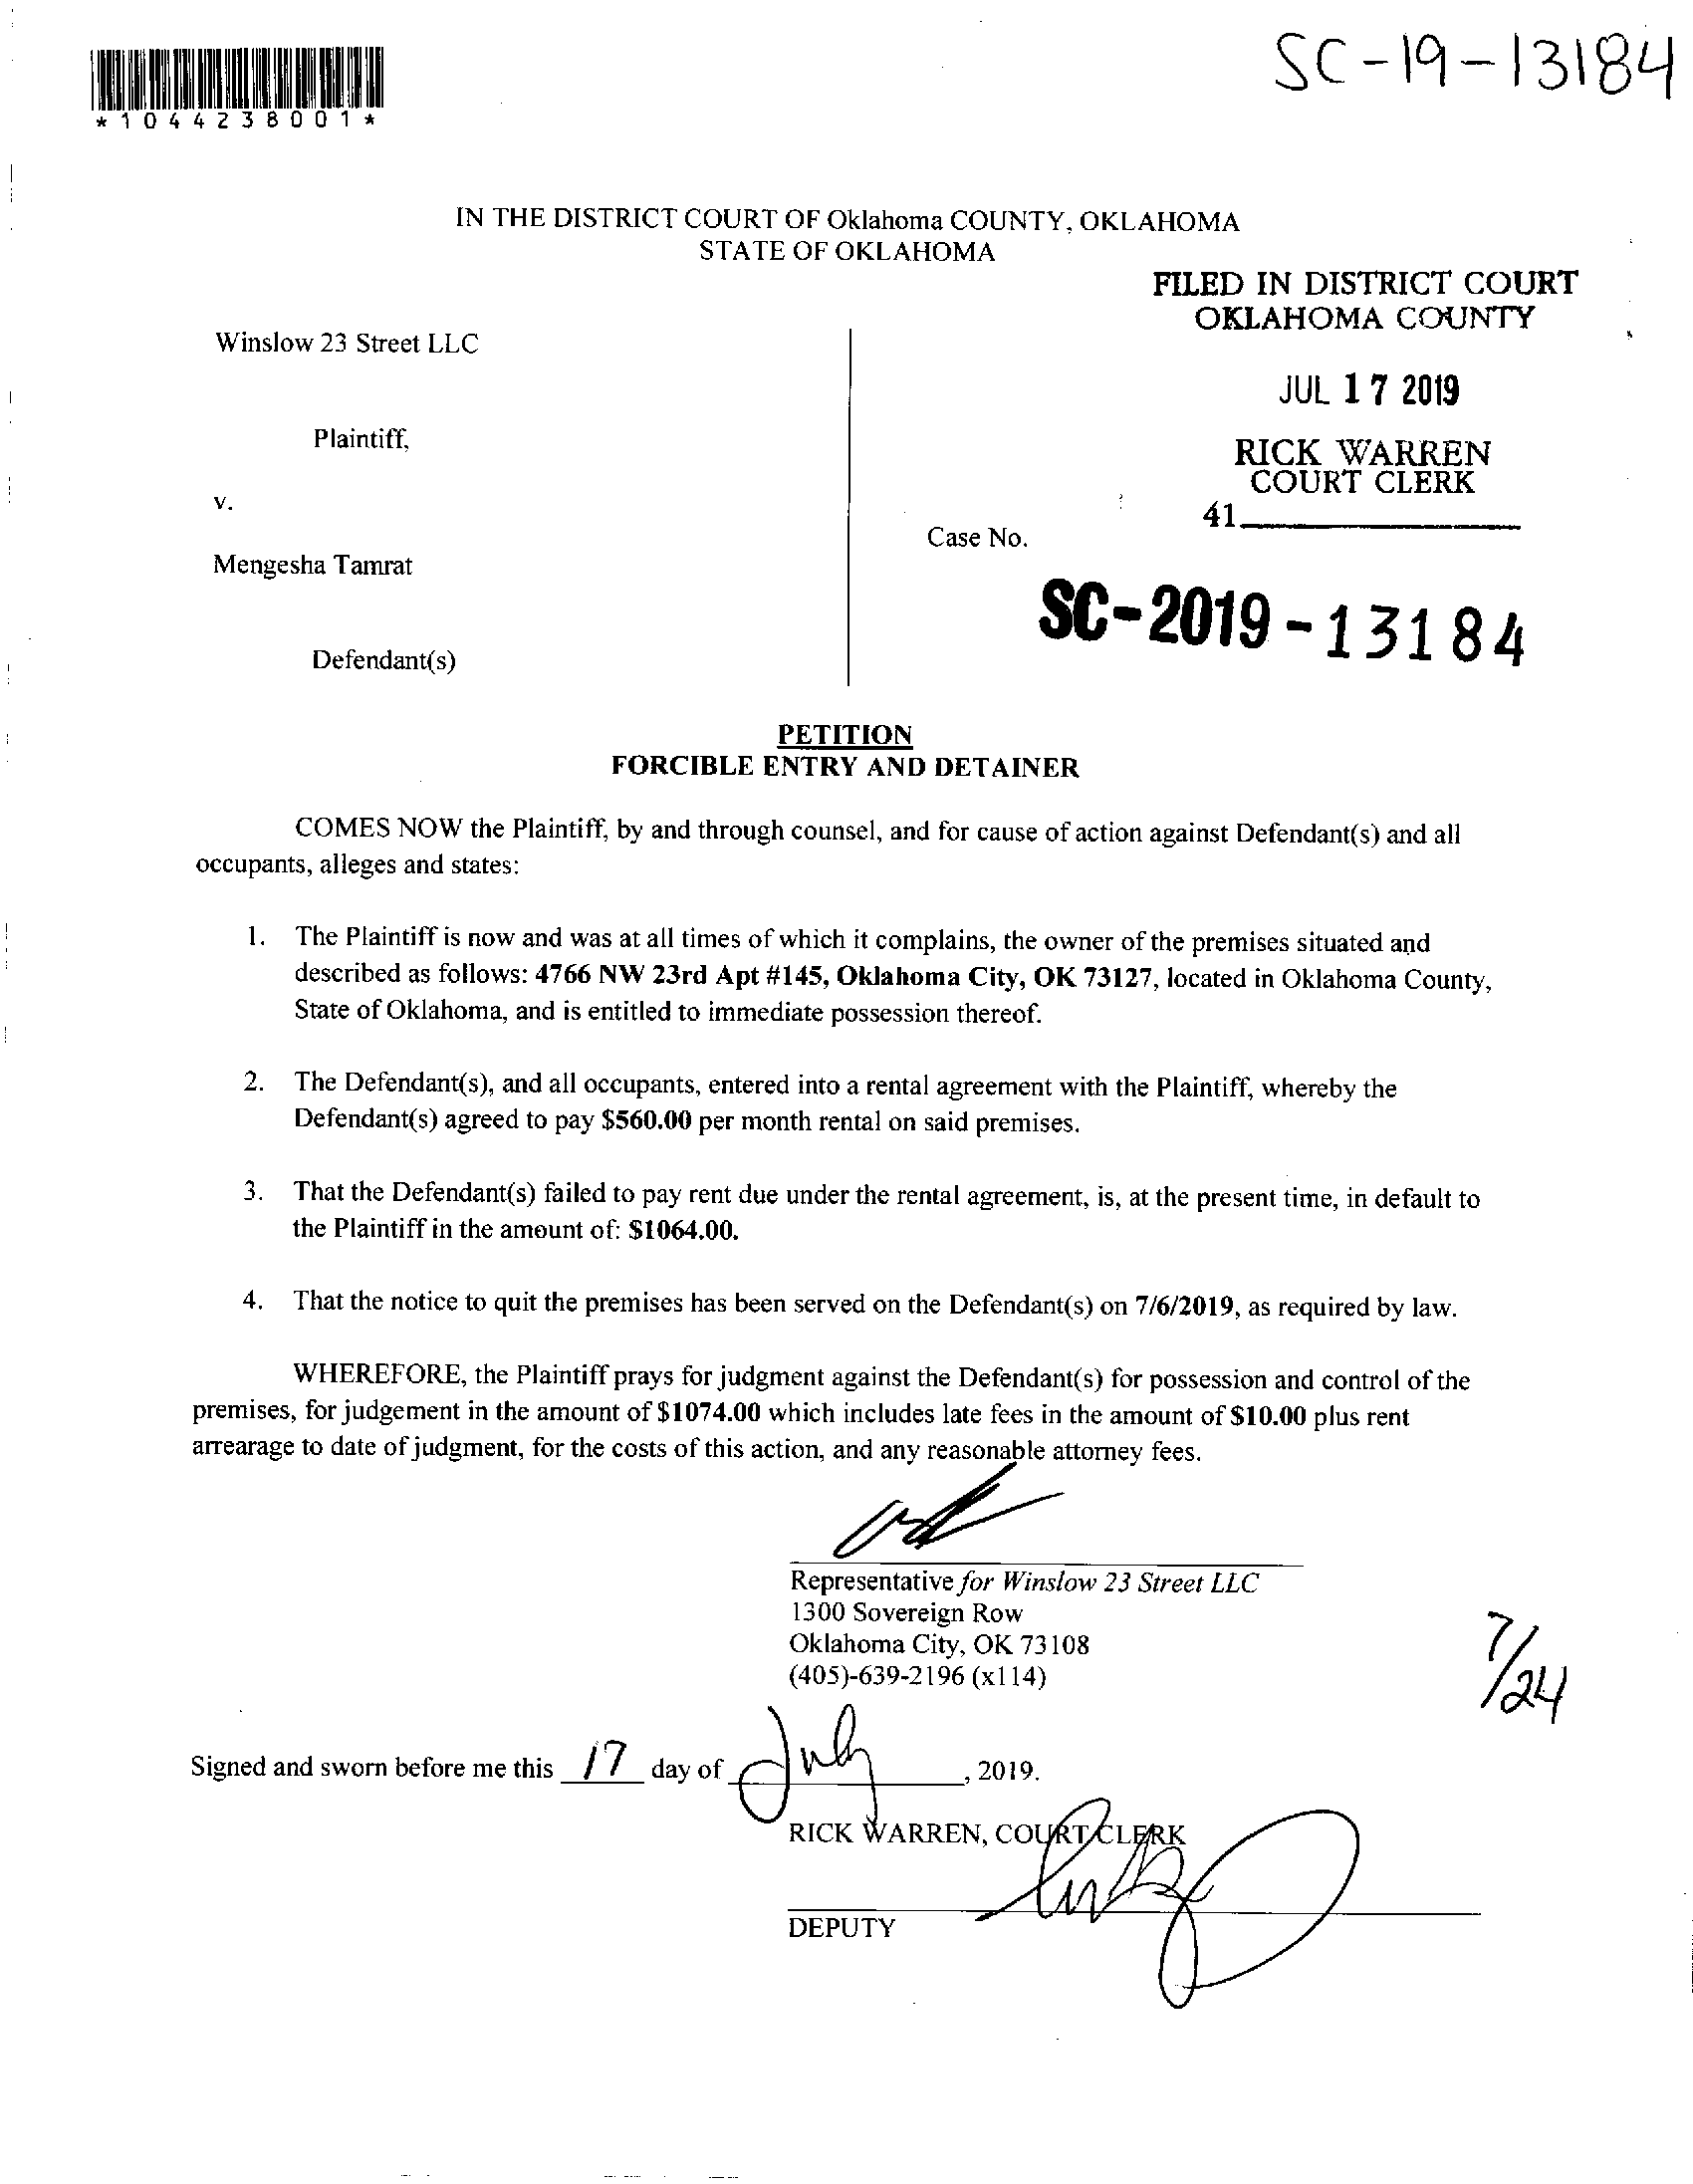 SC-19-13184
*1044238001*
IN THE DISTRICT COURT OF Oklahoma COUNTY, OKLAHOMA
STATE OF OKLAHOMA
FILED IN DISTRICT COURT
OKLAHOMA COUNTY
Winslow 23 Street LLC
JUL 17 2019
Plaintiff,
RICK WARREN
COURT CLERK
v.
41
Case No.
Mengesha Tamrat
SC-2019-13184
Defendant(s)
PETITION
FORCIBLE ENTRY AND DETAINER
COMES NOW the Plaintiff, by and through counsel, and for cause of action against Defendant(s) and all
occupants, alleges and states:
1. The Plaintiff is now and was at all times of which it complains, the owner of the premises situated and
described as follows: 4766 NW 23rd Apt #145, Oklahoma City, OK 73127, located in Oklahoma County,
State of Oklahoma, and is entitled to immediate possession thereof.
2. The Defendant(s), and all occupants, entered into a rental agreement with the Plaintiff, whereby the
Defendant(s) agreed to pay $560.00 per month rental on said premises.
3. That the Defendant(s) failed to pay rent due under the rental agreement, is, at the present time, in default to
the Plaintiff in the amount of: $1064.00.
4. That the notice to quit the premises has been served on the Defendant(s) on 7/6/2019, as required by law.
WHEREFORE, the Plaintiff prays for judgment against the Defendant(s) for possession and control of the
premises, for judgement in the amount of $1074.00 which includes late fees in the amount of $10.00 plus rent
arrearage to date of judgment, for the costs of this action, and any reasonable attorney fees.
Representative for Winslow 23 Street LLC
1300 Sovereign Row
Oklahoma City, OK 73108
(405)-639-2196 (x114)
7/24
Signed and sworn before me this 17 day of July, 2019.
RICK WARREN, COURT CLERK
DEPUTY